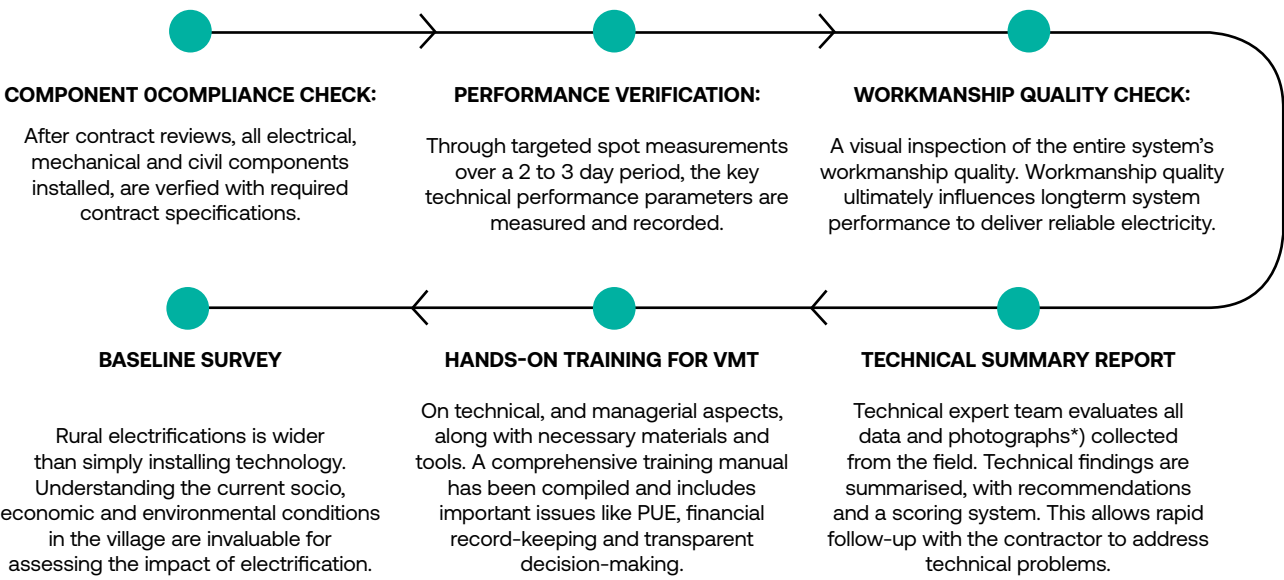 COMPONENT 0COMPLIANCE CHECK:
After contract reviews, all electrical,
mechanical and civil components
installed, are verfied with required
contract specifications.
PERFORMANCE VERIFICATION:
Through targeted spot measurements
over a 2 to 3 day period, the key
technical performance parameters are
measured and recorded.
WORKMANSHIP QUALITY CHECK:
A visual inspection of the entire system’s
workmanship quality. Workmanship quality
ultimately influences longterm system
performance to deliver reliable electricity.
TECHNICAL SUMMARY REPORT
Technical expert team evaluates all
data and photographs*) collected
from the field. Technical findings are
summarised, with recommendations
and a scoring system. This allows rapid
follow-up with the contractor to address
technical problems.
HANDS-ON TRAINING FOR VMT
On technical, and managerial aspects,
along with necessary materials and
tools. A comprehensive training manual
has been compiled and includes
important issues like PUE, financial
record-keeping and transparent
decision-making.
BASELINE SURVEY
Rural electrifications is wider
than simply installing technology.
Understanding the current socio,
economic and environmental conditions
in the village are invaluable for
assessing the impact of electrification.